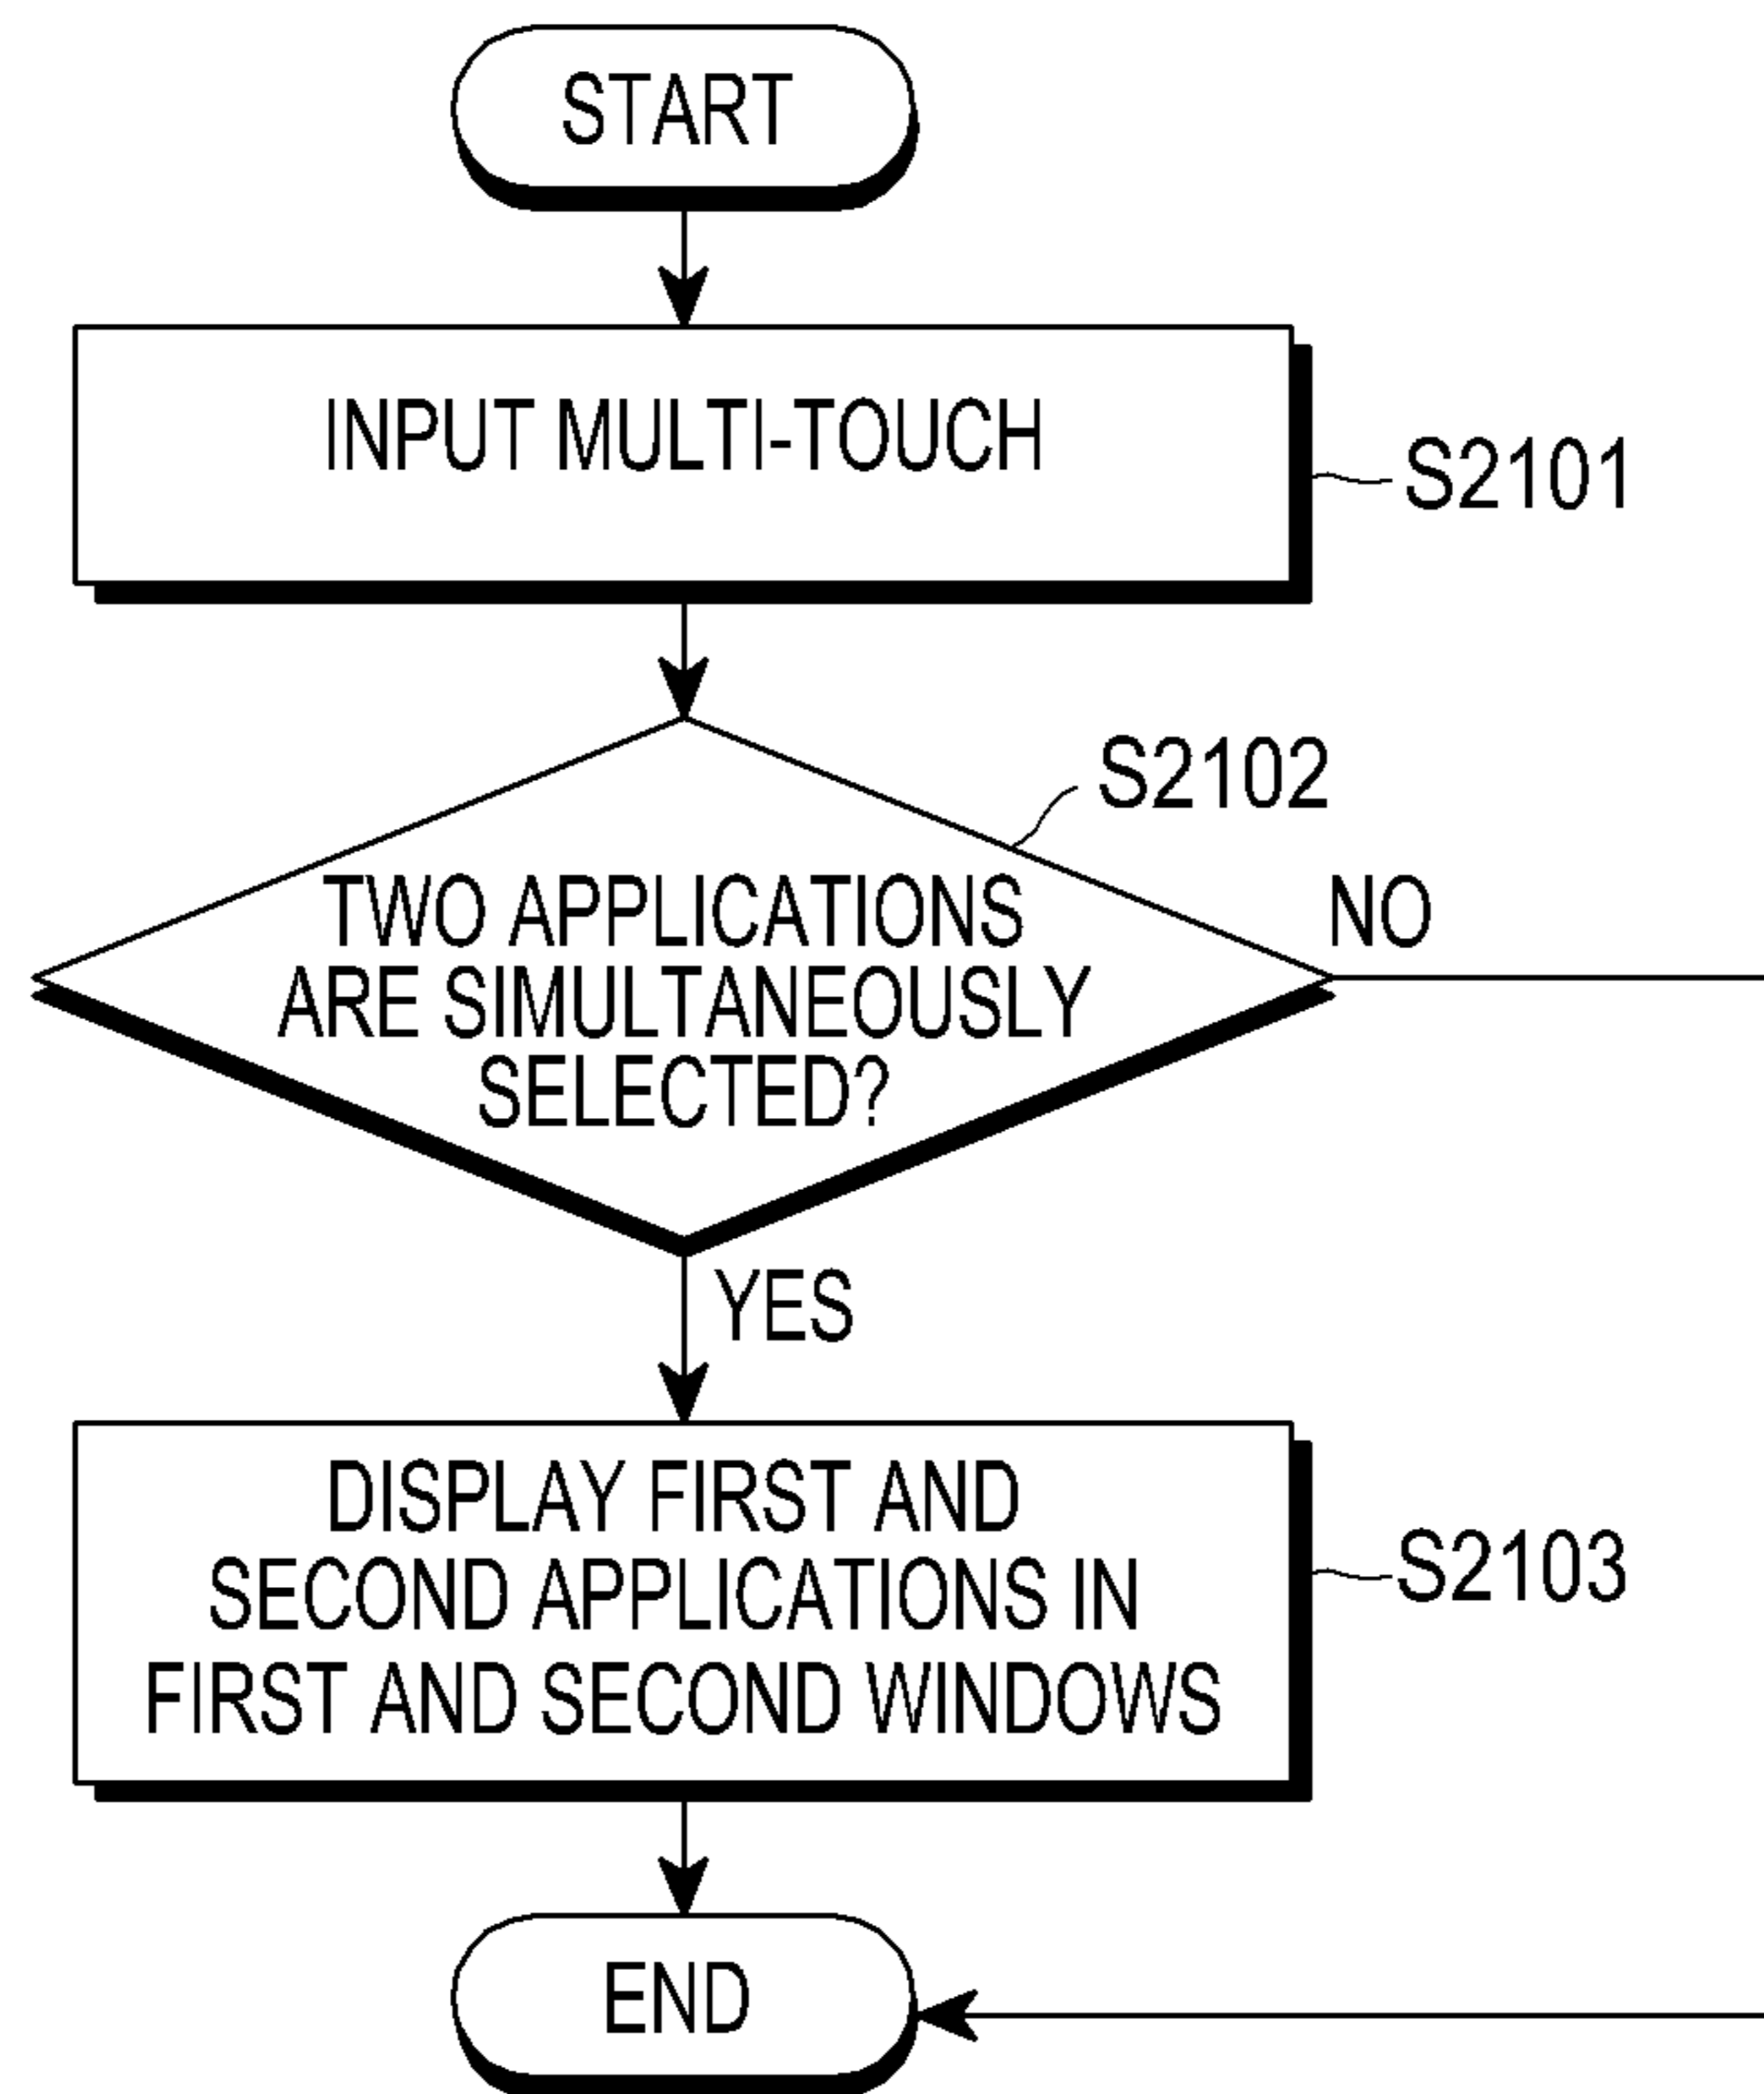 START
INPUT MULTI-TOUCH
S2101
S2102
TWO APPLICATIONS
ARE SIMULTANEOUSLY
SELECTED?
NO
YES
DISPLAY FIRST AND
SECOND APPLICATIONS IN
FIRST AND SECOND WINDOWS
S2103
END